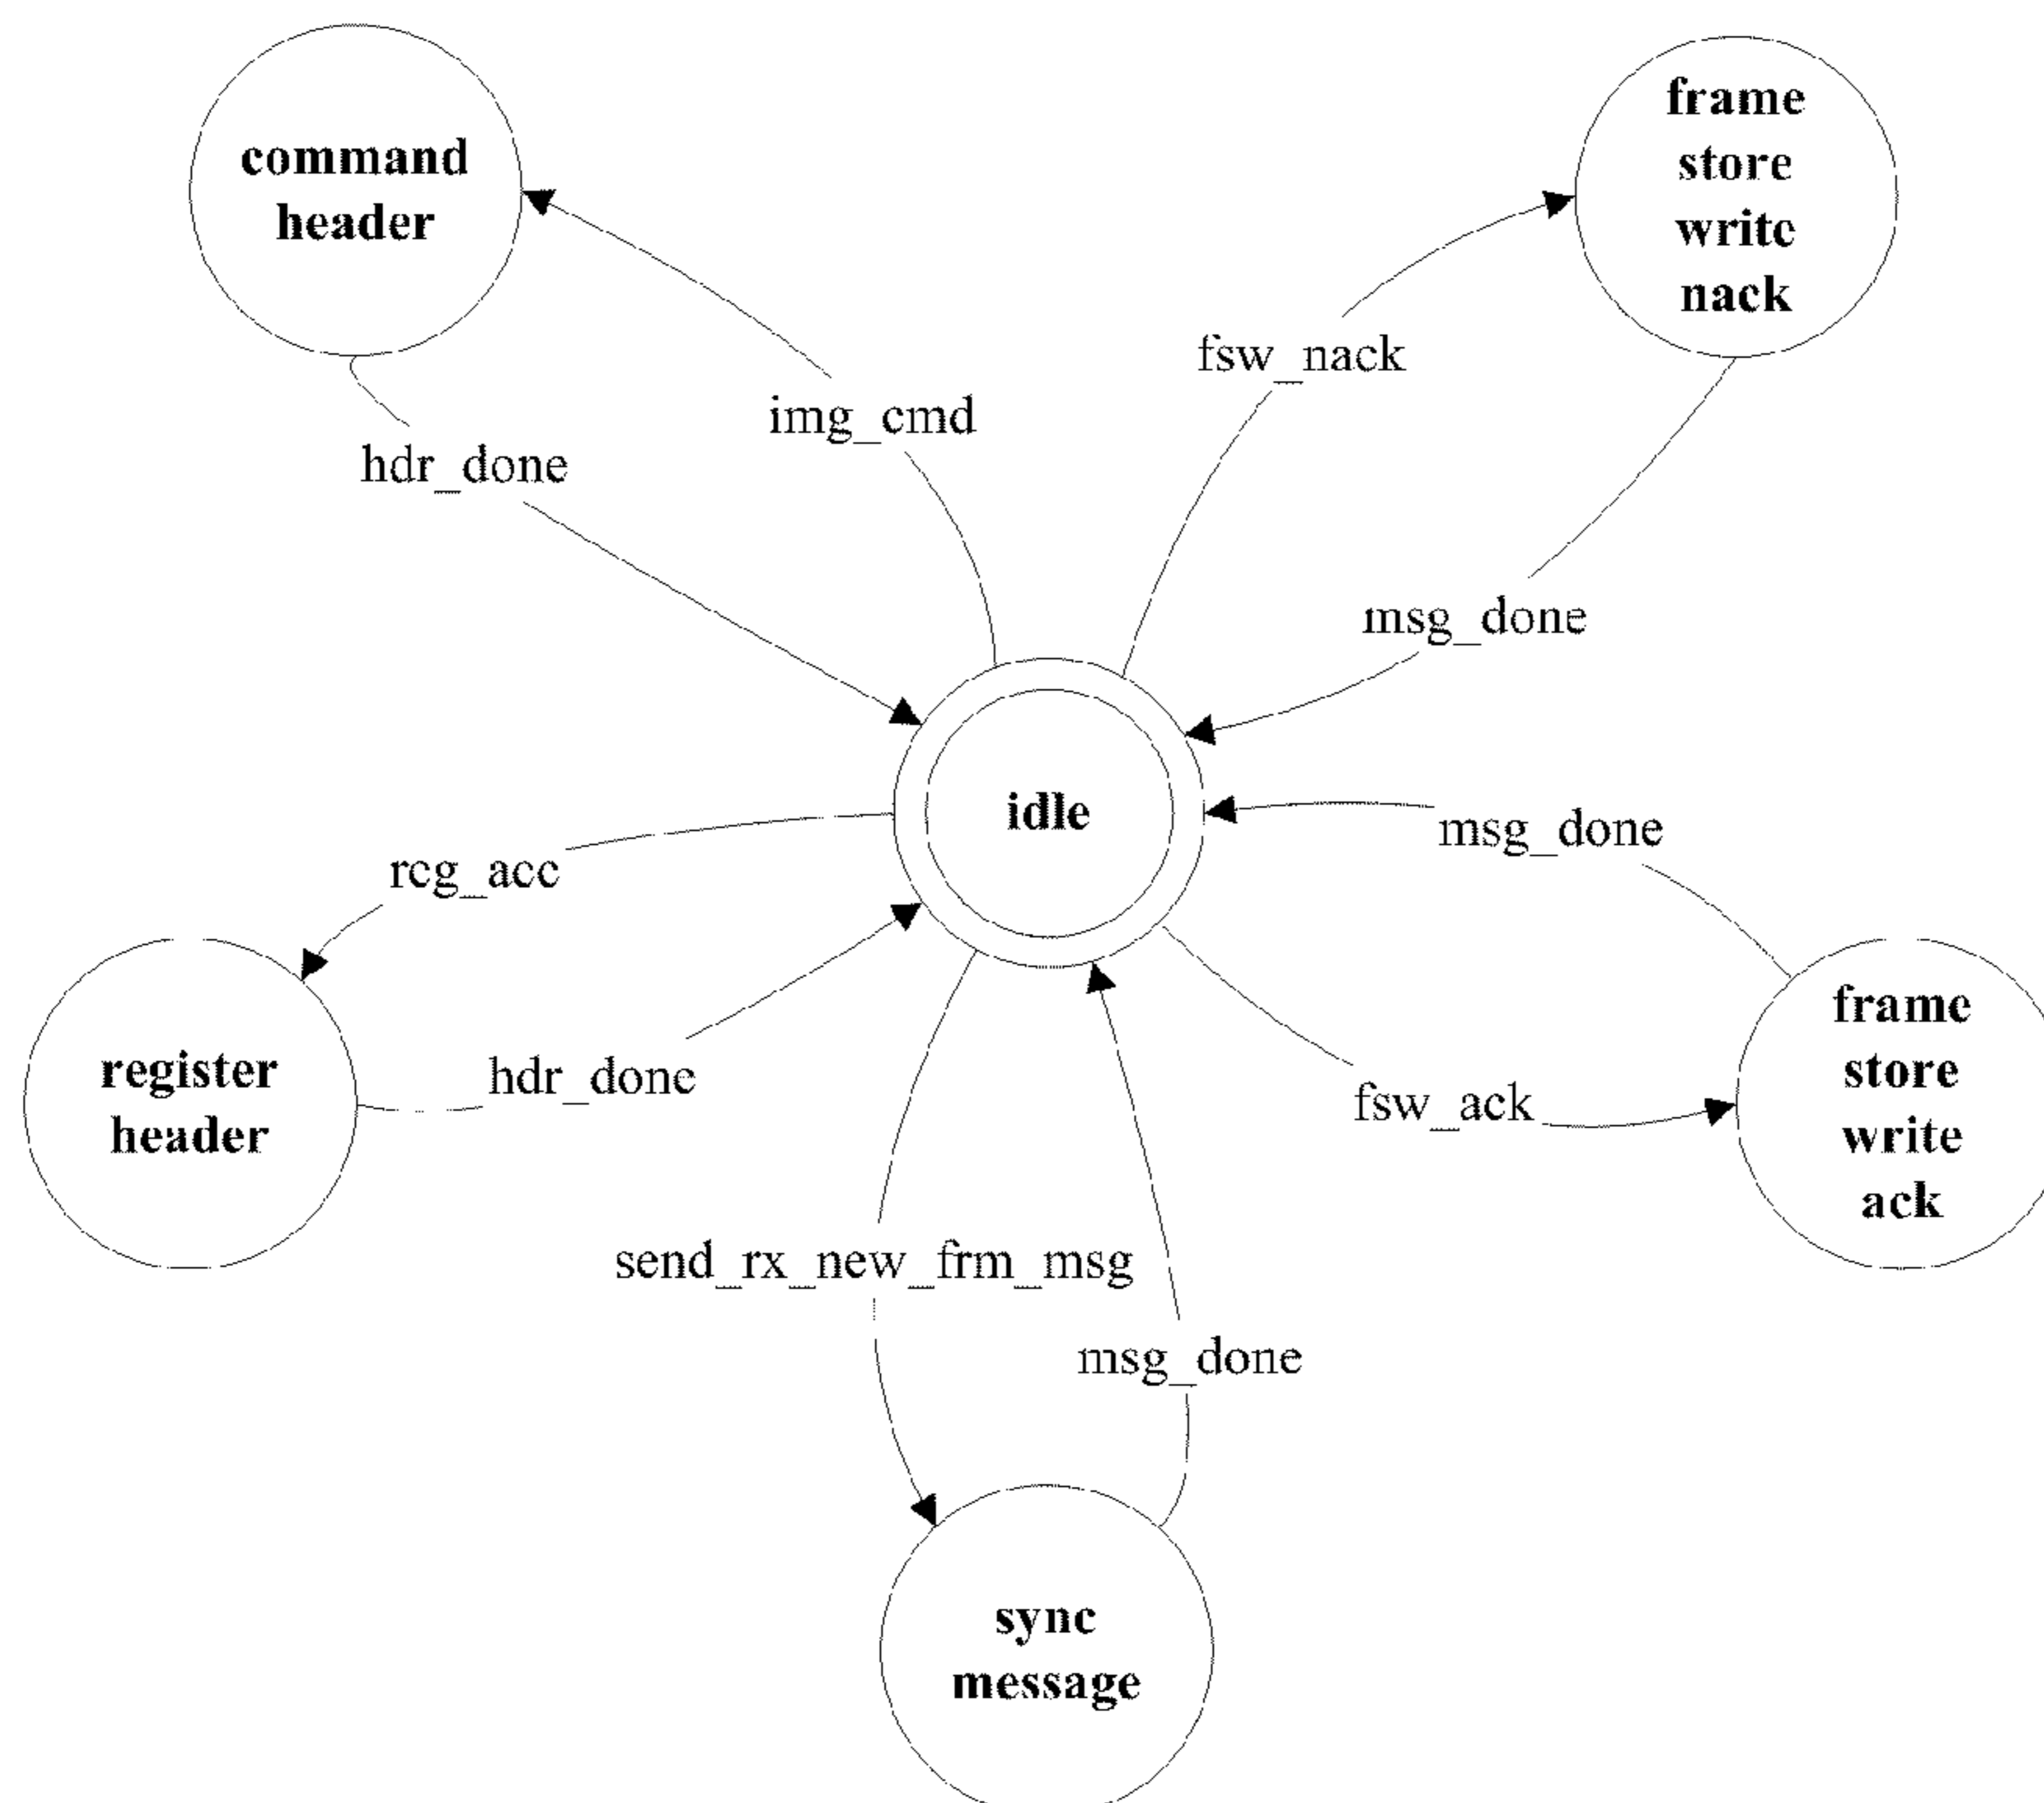 command
header
frame
store
write
nack
fsw_nack
img_cmd
hdr_done
msg_done
idle
msg_done
reg_acc
frame
store
write
ack
register
header
hdr_done
fsw_ack
send_rx_new_frm_msg
msg_done
sync
message